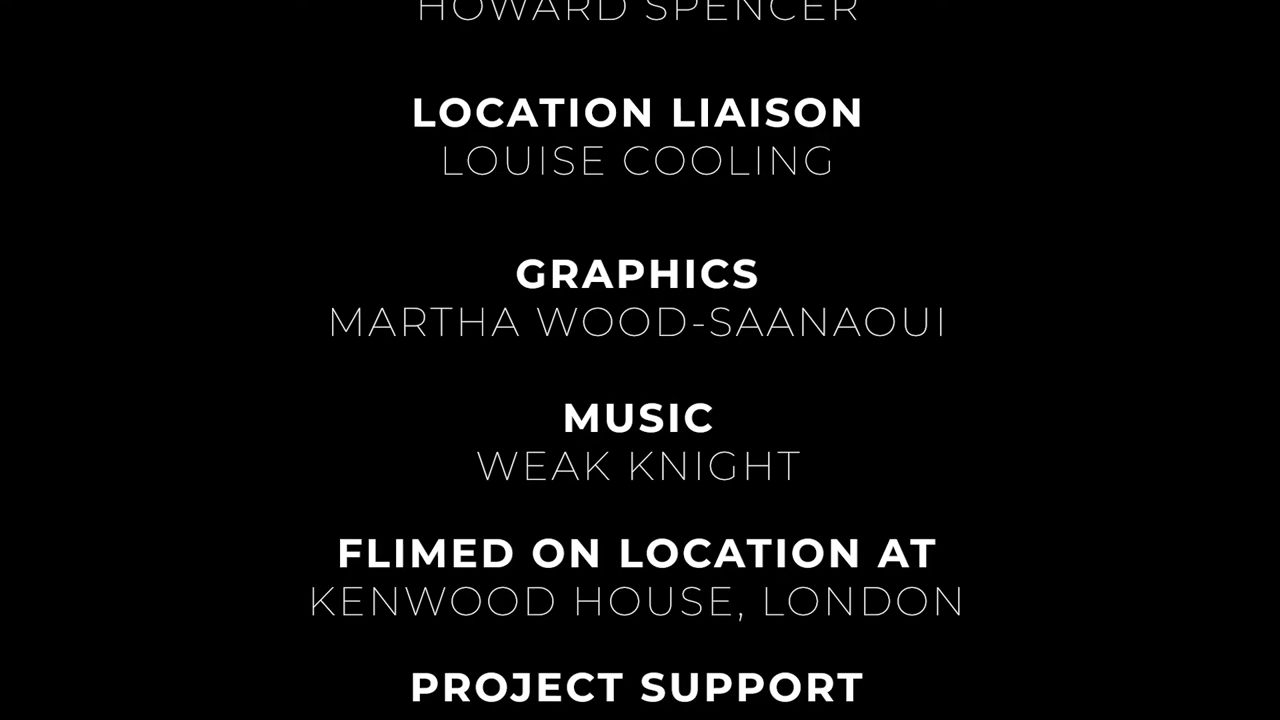 HOWARD SPENCER
LOCATION LIAISON
LOUISE COOLING
GRAPHICS
MARTHA WOOD-SAANAOUI
MUSIC
WEAK KNIGHT
FLIMED ON LOCATION AT
KENWOOD HOUSE, LONDON
PROJECT SUPPORT